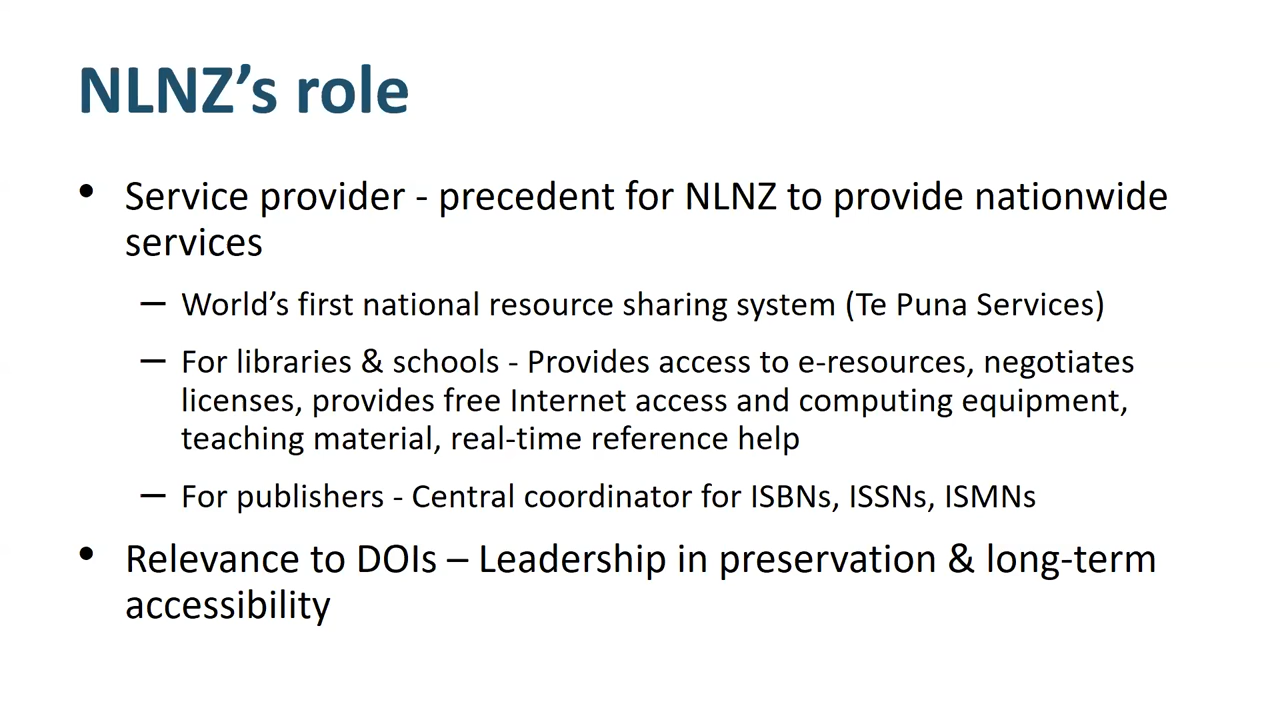 NLNZ’s role
• Service provider - precedent for NLNZ to provide nationwide
services
– World’s first national resource sharing system (Te Puna Services)
– For libraries & schools - Provides access to e-resources, negotiates
licenses, provides free Internet access and computing equipment,
teaching material, real-time reference help
– For publishers - Central coordinator for ISBNs, ISSNs, ISMNs
• Relevance to DOIs – Leadership in preservation & long-term
accessibility